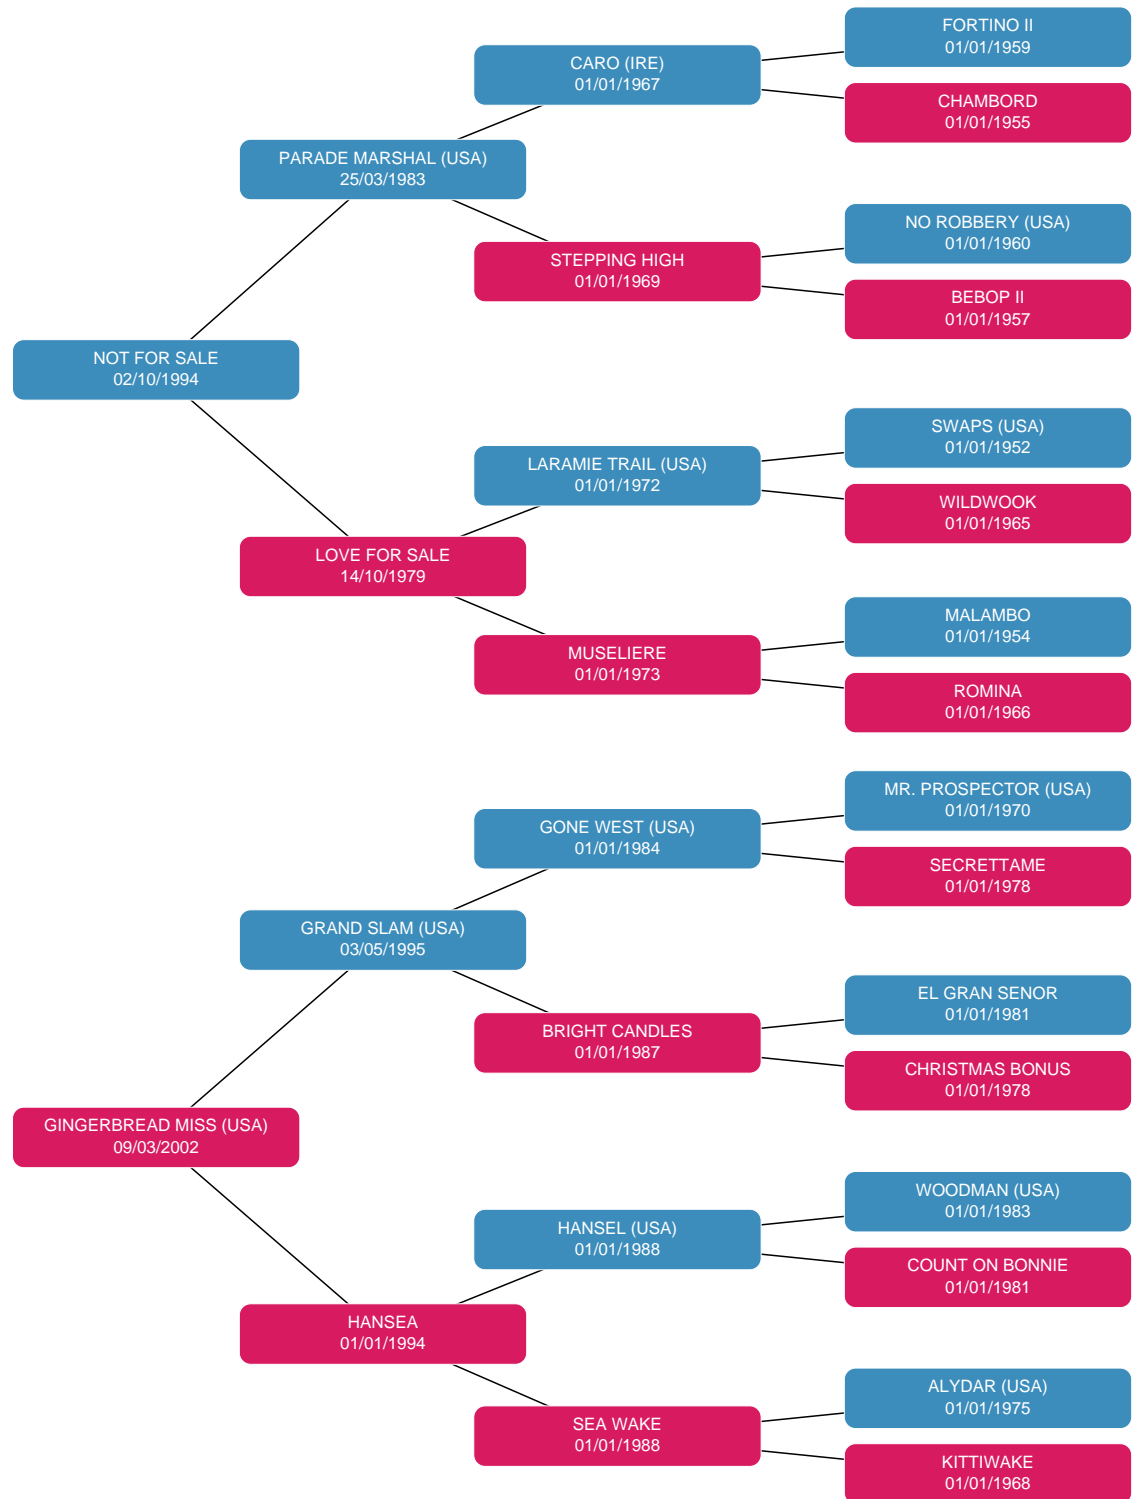 FORTINO II
01/01/1959
CARO (IRE)
01/01/1967
CHAMBORD
01/01/1955
PARADE MARSHAL (USA)
25/03/1983
NO ROBBERY (USA)
01/01/1960
STEPPING HIGH
01/01/1969
BEBOP II
01/01/1957
NOT FOR SALE
02/10/1994
SWAPS (USA)
01/01/1952
LARAMIE TRAIL (USA)
01/01/1972
WILDWOOK
01/01/1965
LOVE FOR SALE
14/10/1979
MALAMBO
01/01/1954
MUSELIERE
01/01/1973
ROMINA
01/01/1966
MR. PROSPECTOR (USA)
01/01/1970
GONE WEST (USA)
01/01/1984
SECRETTAME
01/01/1978
GRAND SLAM (USA)
03/05/1995
EL GRAN SENOR
01/01/1981
BRIGHT CANDLES
01/01/1987
CHRISTMAS BONUS
01/01/1978
GINGERBREAD MISS (USA)
09/03/2002
WOODMAN (USA)
01/01/1983
HANSEL (USA)
01/01/1988
COUNT ON BONNIE
01/01/1981
HANSEA
01/01/1994
ALYDAR (USA)
01/01/1975
SEA WAKE
01/01/1988
KITTIWAKE
01/01/1968